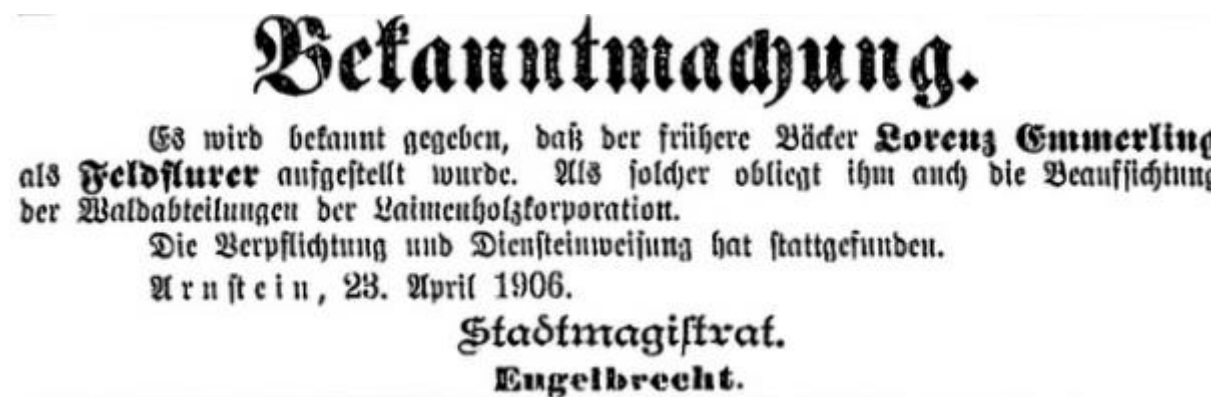 Bekanntmachung.
Es wird bekannt gegeben, daß der frühere Bäcker Lorenz Emmerling
als Feldflurer aufgestellt wurde. Als solcher obliegt ihm auch die Beaufsichtung
der Waldabteilungen der Laimenholzkorporation.
Die Verpflichtung und Diensteinweisung hat stattgefunden.
Arnstein, 23. April 1906.
Stadtmagistrat.
Engelbrecht.